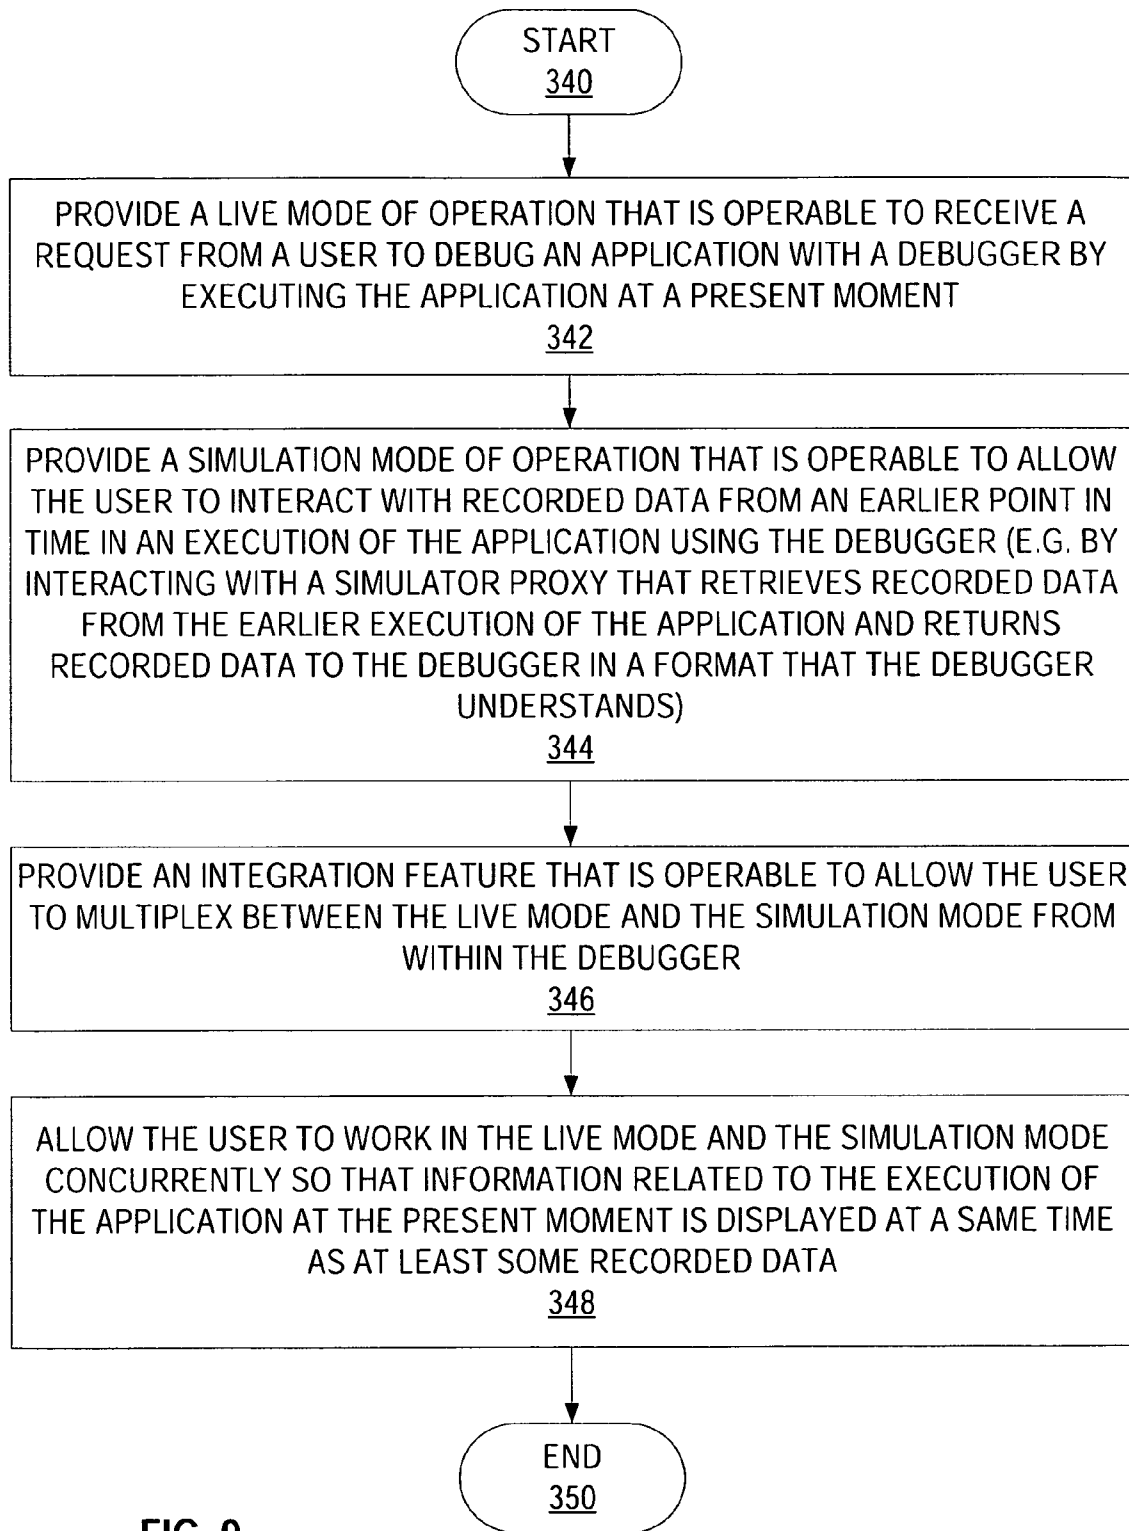 START
340
PROVIDE A LIVE MODE OF OPERATION THAT IS OPERABLE TO RECEIVE A
REQUEST FROM A USER TO DEBUG AN APPLICATION WITH A DEBUGGER BY
EXECUTING THE APPLICATION AT A PRESENT MOMENT
342
PROVIDE A SIMULATION MODE OF OPERATION THAT IS OPERABLE TO ALLOW
THE USER TO INTERACT WITH RECORDED DATA FROM AN EARLIER POINT IN
TIME IN AN EXECUTION OF THE APPLICATION USING THE DEBUGGER (E.G. BY
INTERACTING WITH A SIMULATOR PROXY THAT RETRIEVES RECORDED DATA
FROM THE EARLIER EXECUTION OF THE APPLICATION AND RETURNS
RECORDED DATA TO THE DEBUGGER IN A FORMAT THAT THE DEBUGGER
UNDERSTANDS)
344
PROVIDE AN INTEGRATION FEATURE THAT IS OPERABLE TO ALLOW THE USER
TO MULTIPLEX BETWEEN THE LIVE MODE AND THE SIMULATION MODE FROM
WITHIN THE DEBUGGER
346
ALLOW THE USER TO WORK IN THE LIVE MODE AND THE SIMULATION MODE
CONCURRENTLY SO THAT INFORMATION RELATED TO THE EXECUTION OF
THE APPLICATION AT THE PRESENT MOMENT IS DISPLAYED AT A SAME TIME
AS AT LEAST SOME RECORDED DATA
348
END
350
FIG.